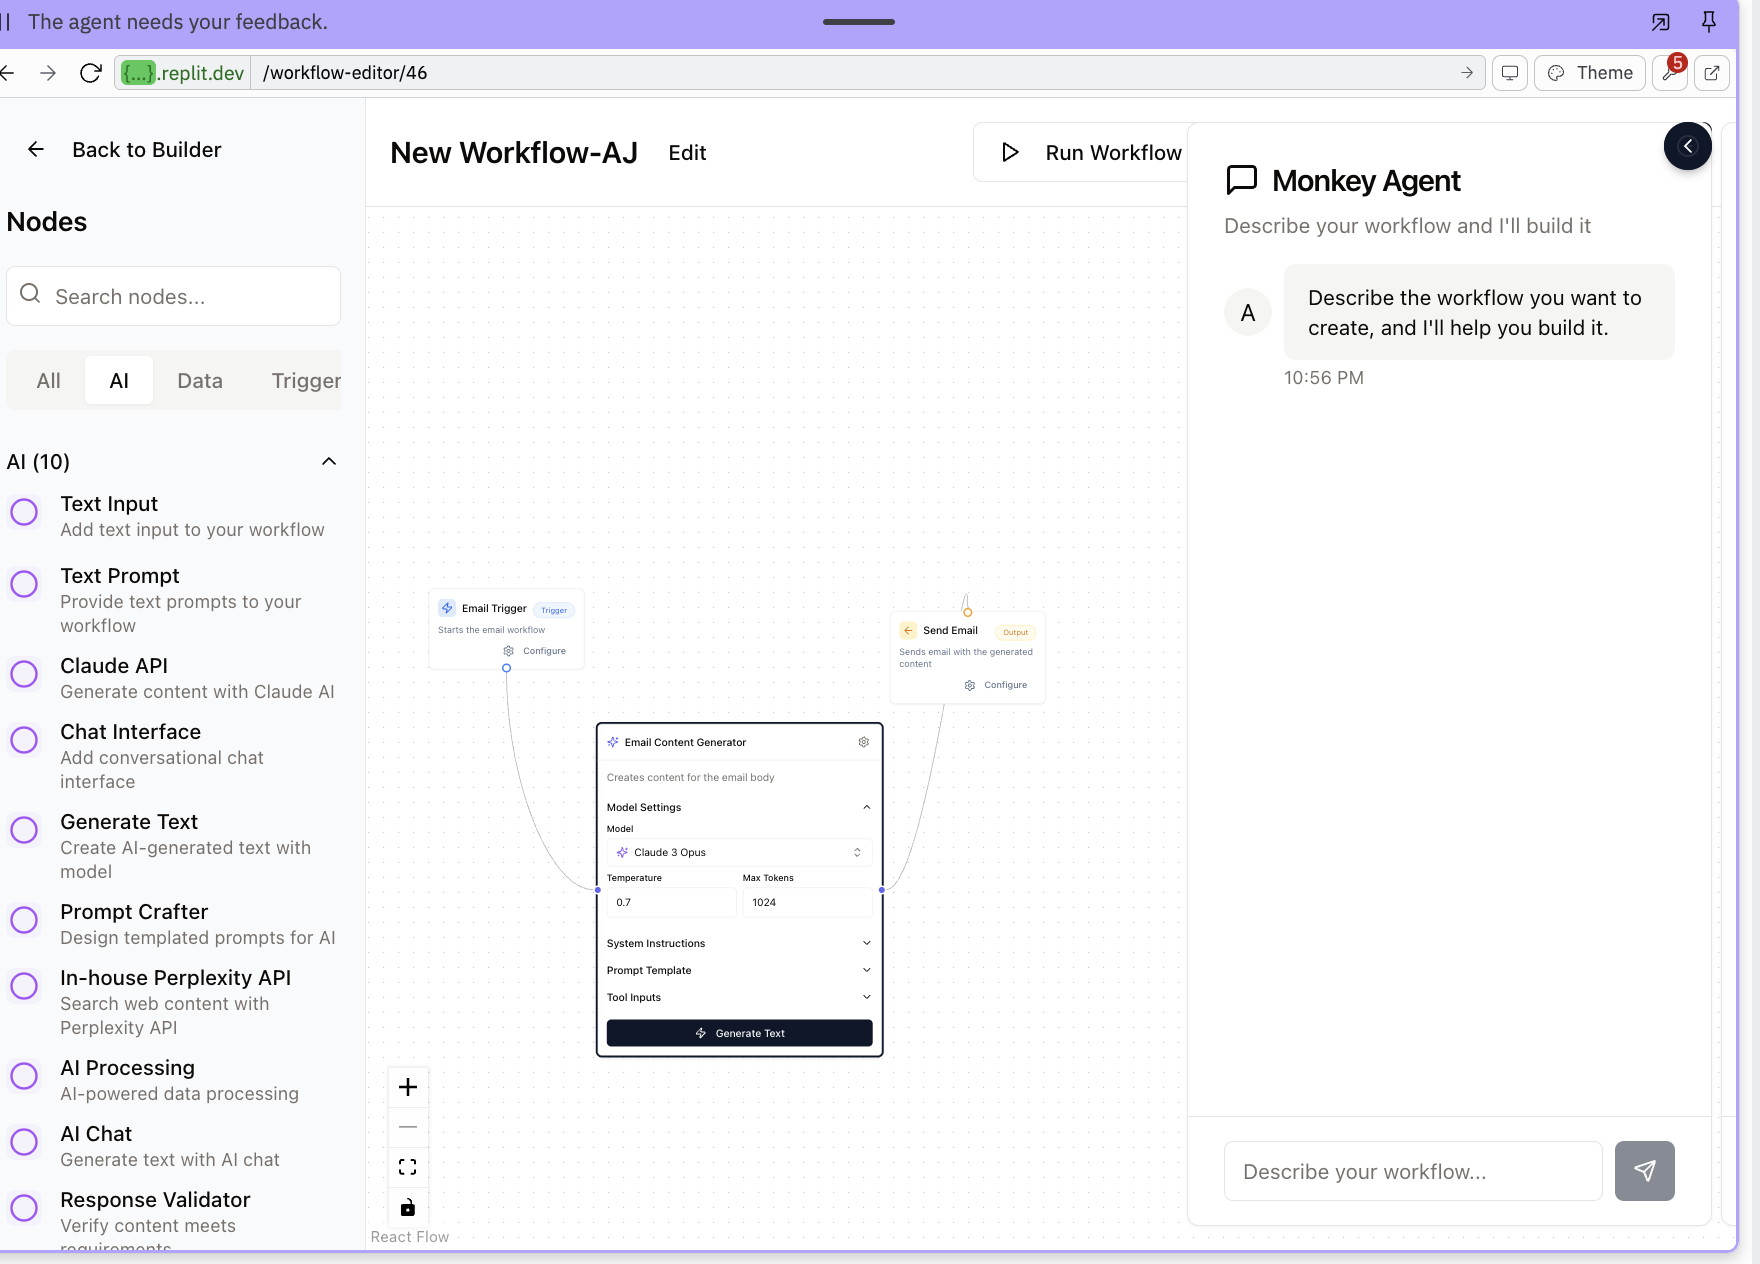 The agent needs your feedback.
{...}.replit.dev
/workflow-editor/46
Theme
5
Back to Builder
Nodes
Search nodes...
All
AI
Data
Trigger
AI (10)
Text Input
Add text input to your workflow
Text Prompt
Provide text prompts to your
workflow
Claude API
Generate content with Claude AI
Chat Interface
Add conversational chat
interface
Generate Text
Create AI-generated text with
model
Prompt Crafter
Design templated prompts for AI
In-house Perplexity API
Search web content with
Perplexity API
AI Processing
AI-powered data processing
AI Chat
Generate text with AI chat
Response Validator
Verify content meets
requirements
New Workflow-AJ
Edit
Run Workflow
Email Trigger
Trigger
Starts the email workflow
Configure
Send Email
Output
Sends email with the generated
content
Configure
Email Content Generator
Creates content for the email body
Model Settings
Model
Claude 3 Opus
Temperature
Max Tokens
0.7
1024
System Instructions
Prompt Template
Tool Inputs
Generate Text
React Flow
Monkey Agent
Describe your workflow and I'll build it
A
Describe the workflow you want to
create, and I'll help you build it.
10:56 PM
Describe your workflow...